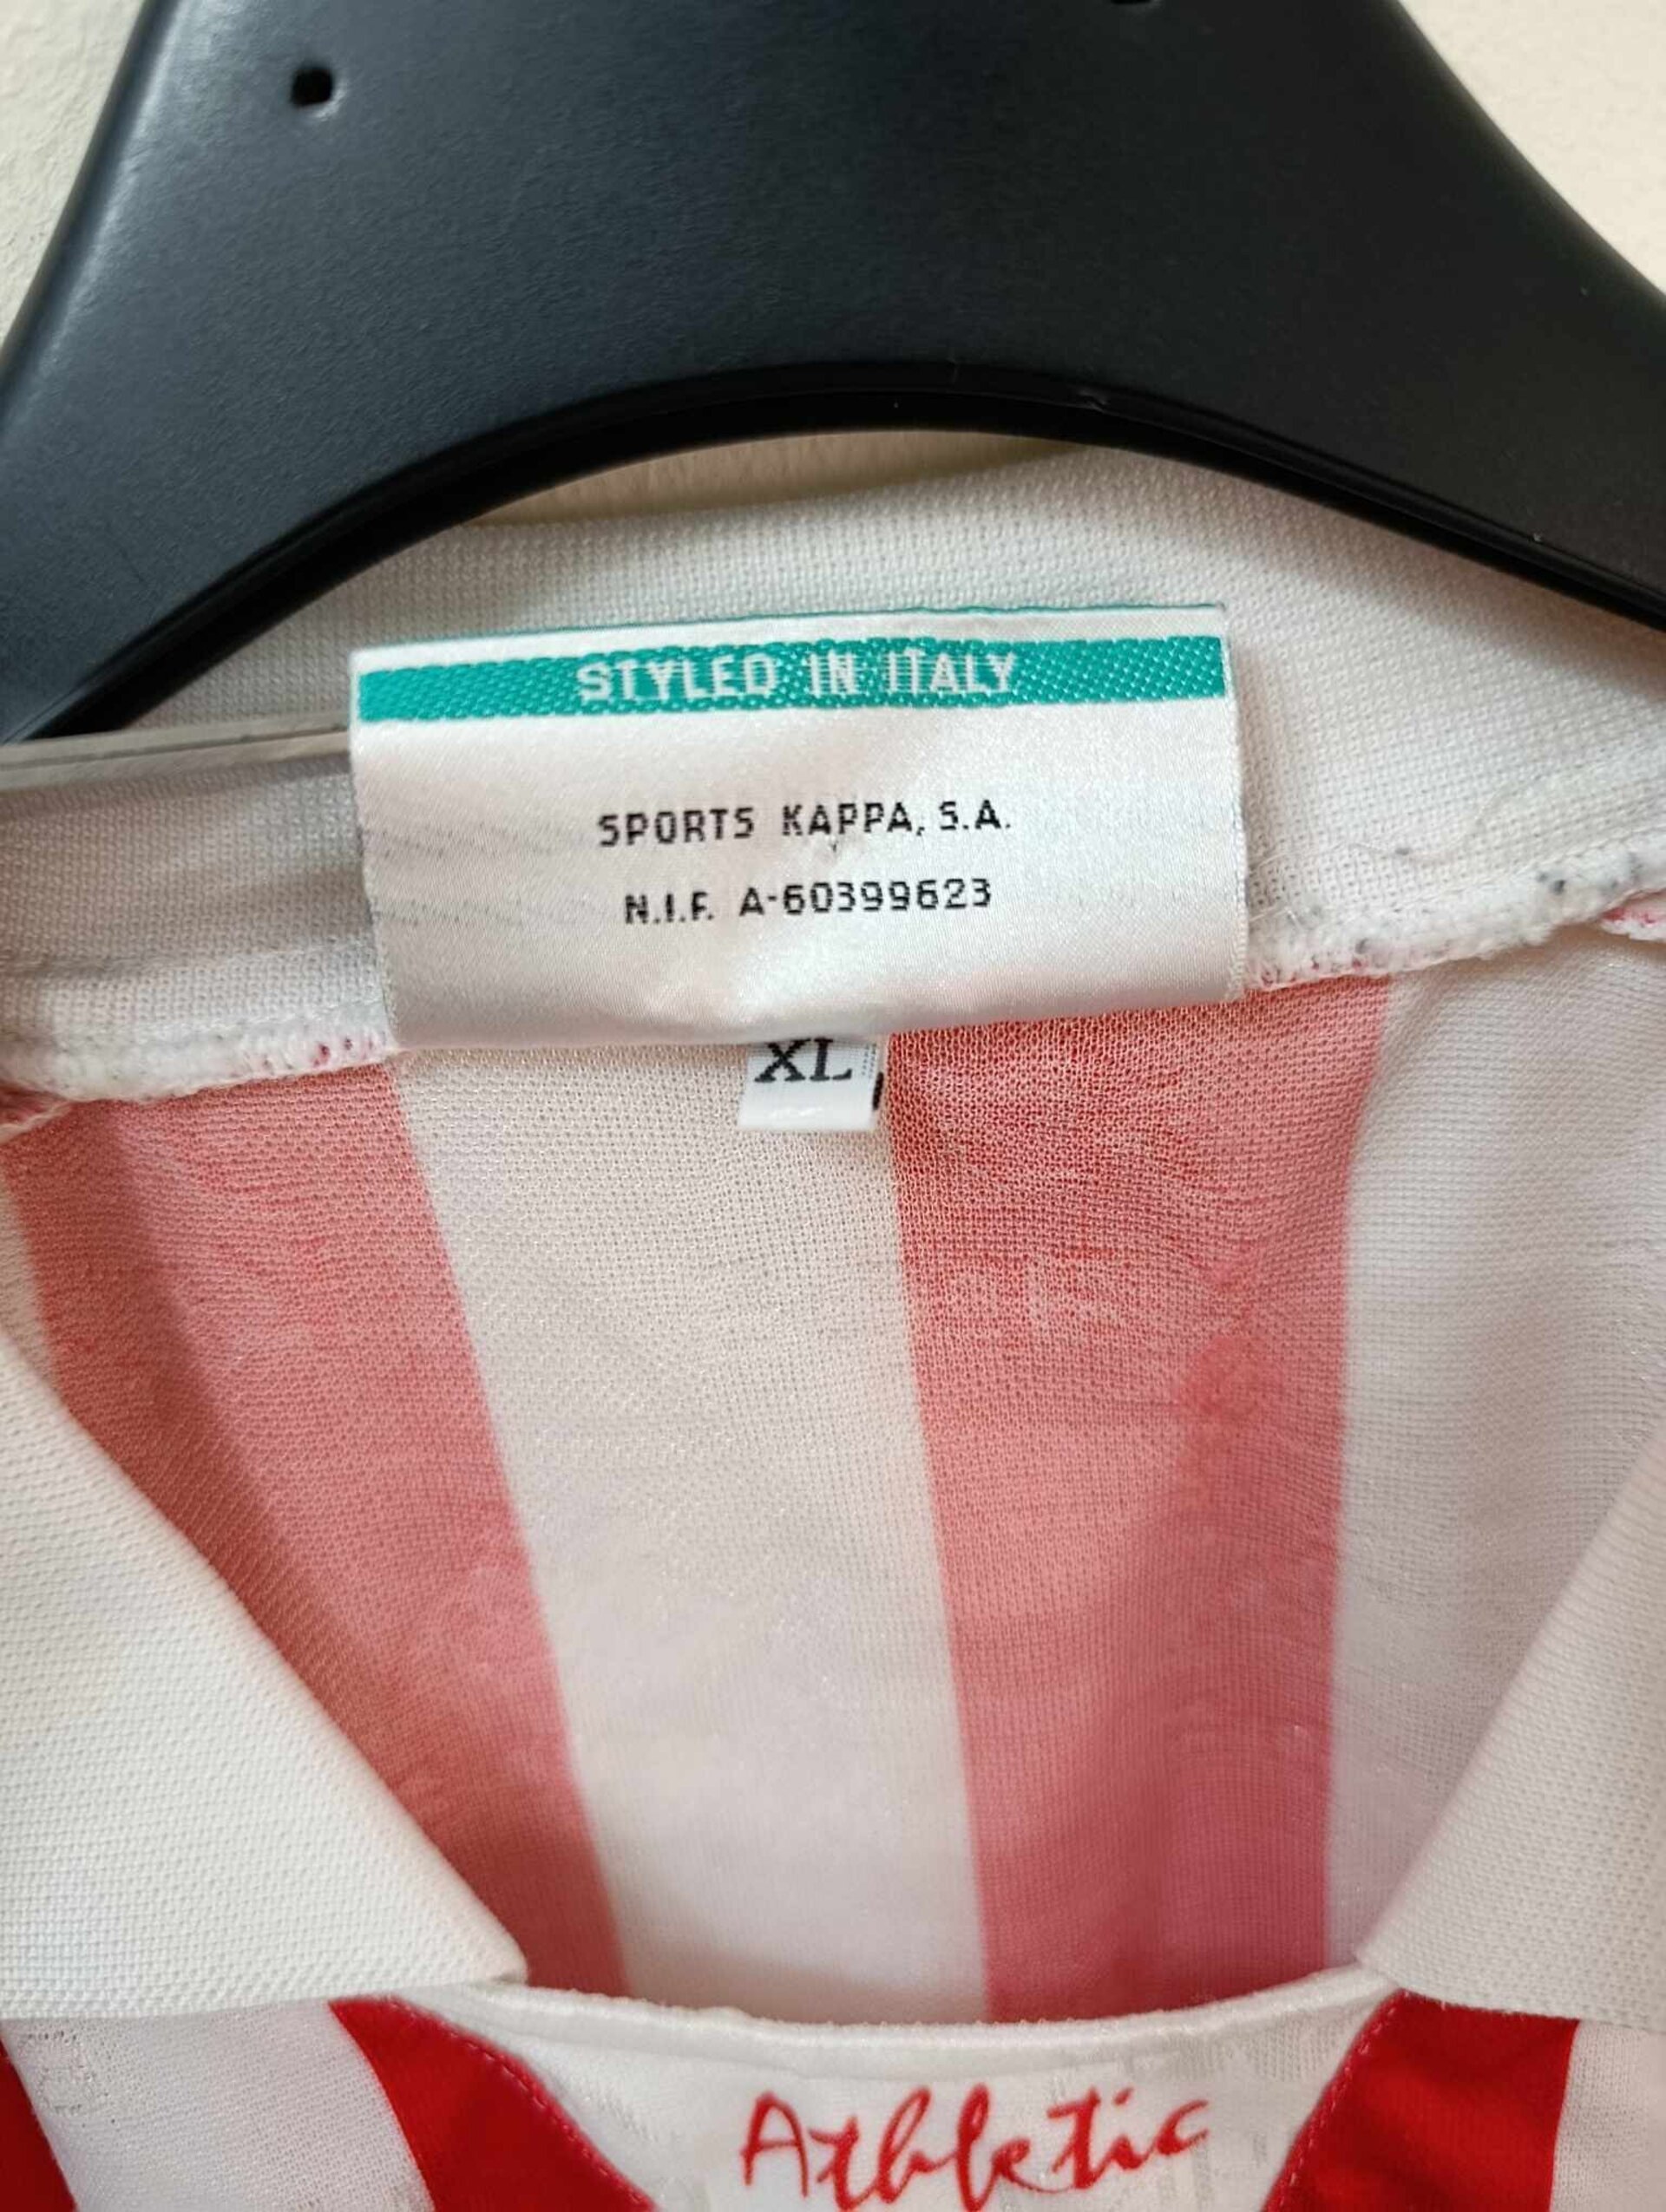 STYLED IN ITALY
SPORTS KAPPA, S.A.
N.I.F. A-60399623
XL
Athletic